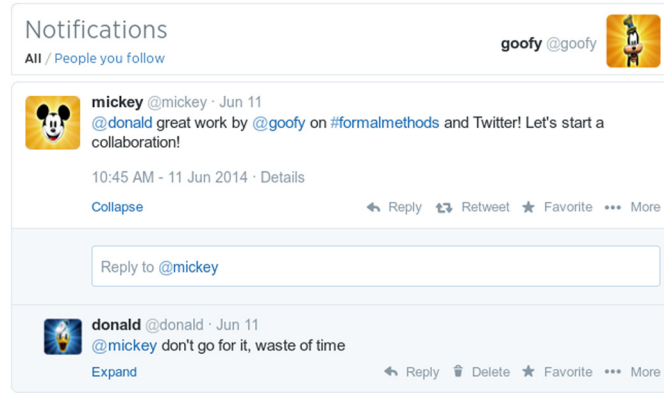 Notifications
goofy @goofy
All / People you follow
mickey @mickey · Jun 11
@donald great work by @goofy on #formalmethods and Twitter! Let's start a
collaboration!
10:45 AM - 11 Jun 2014 · Details
Collapse
Reply Retweet Favorite More
Reply to @mickey
donald @donald · Jun 11
@mickey don't go for it, waste of time
Expand
Reply Delete Favorite More